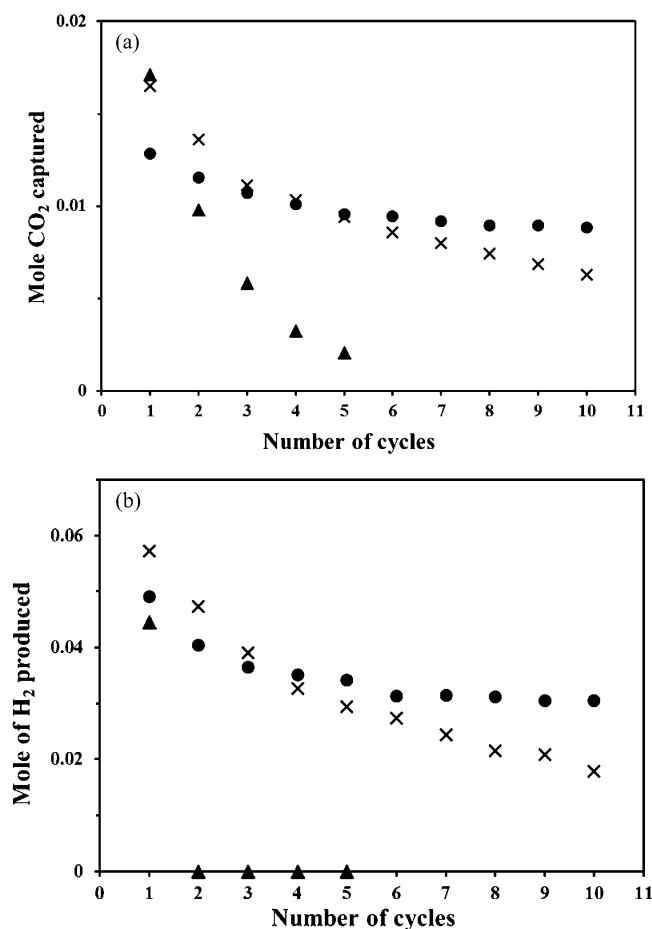 (a)
0.02
0.01
0
Mole CO₂ captured
0 1 2 3 4 5 6 7 8 9 10 11
Number of cycles
(b)
0.06
0.04
0.02
0
Mole of H₂ produced
0 1 2 3 4 5 6 7 8 9 10 11
Number of cycles